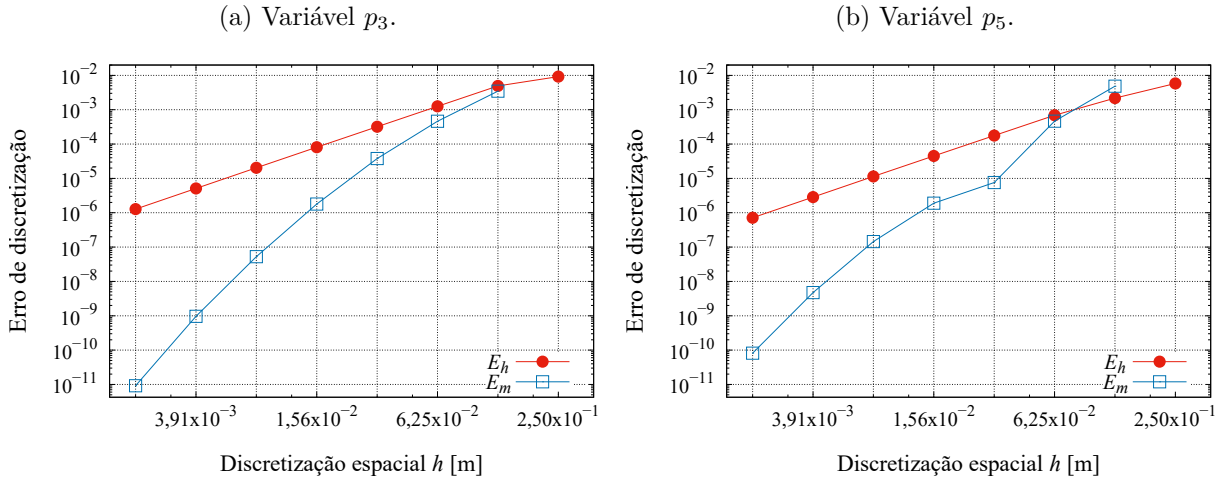 (a) Variável p₃.
10⁻²
10⁻³
10⁻⁴
10⁻⁵
10⁻⁶
10⁻⁷
10⁻⁸
10⁻⁹
10⁻¹⁰
10⁻¹¹
Erro de discretização
E_h
E_m
3,91x10⁻³ 1,56x10⁻² 6,25x10⁻² 2,50x10⁻¹
Discretização espacial h [m]
(b) Variável p₅.
10⁻²
10⁻³
10⁻⁴
10⁻⁵
10⁻⁶
10⁻⁷
10⁻⁸
10⁻⁹
10⁻¹⁰
10⁻¹¹
Erro de discretização
E_h
E_m
3,91x10⁻³ 1,56x10⁻² 6,25x10⁻² 2,50x10⁻¹
Discretização espacial h [m]